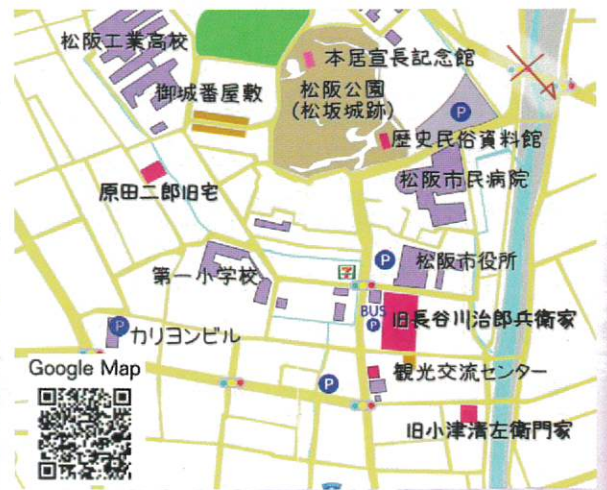 松阪工業高校
本居宣長記念館
御城番屋敷
松阪公園
(松坂城跡)
P
歴史民俗資料館
松阪市民病院
原田二郎旧宅
第一小学校
7
P
松阪市役所
BUS
P
旧長谷川治郎兵衛家
P
カリヨンビル
観光交流センター
Google Map
P
旧小津清左衛門家